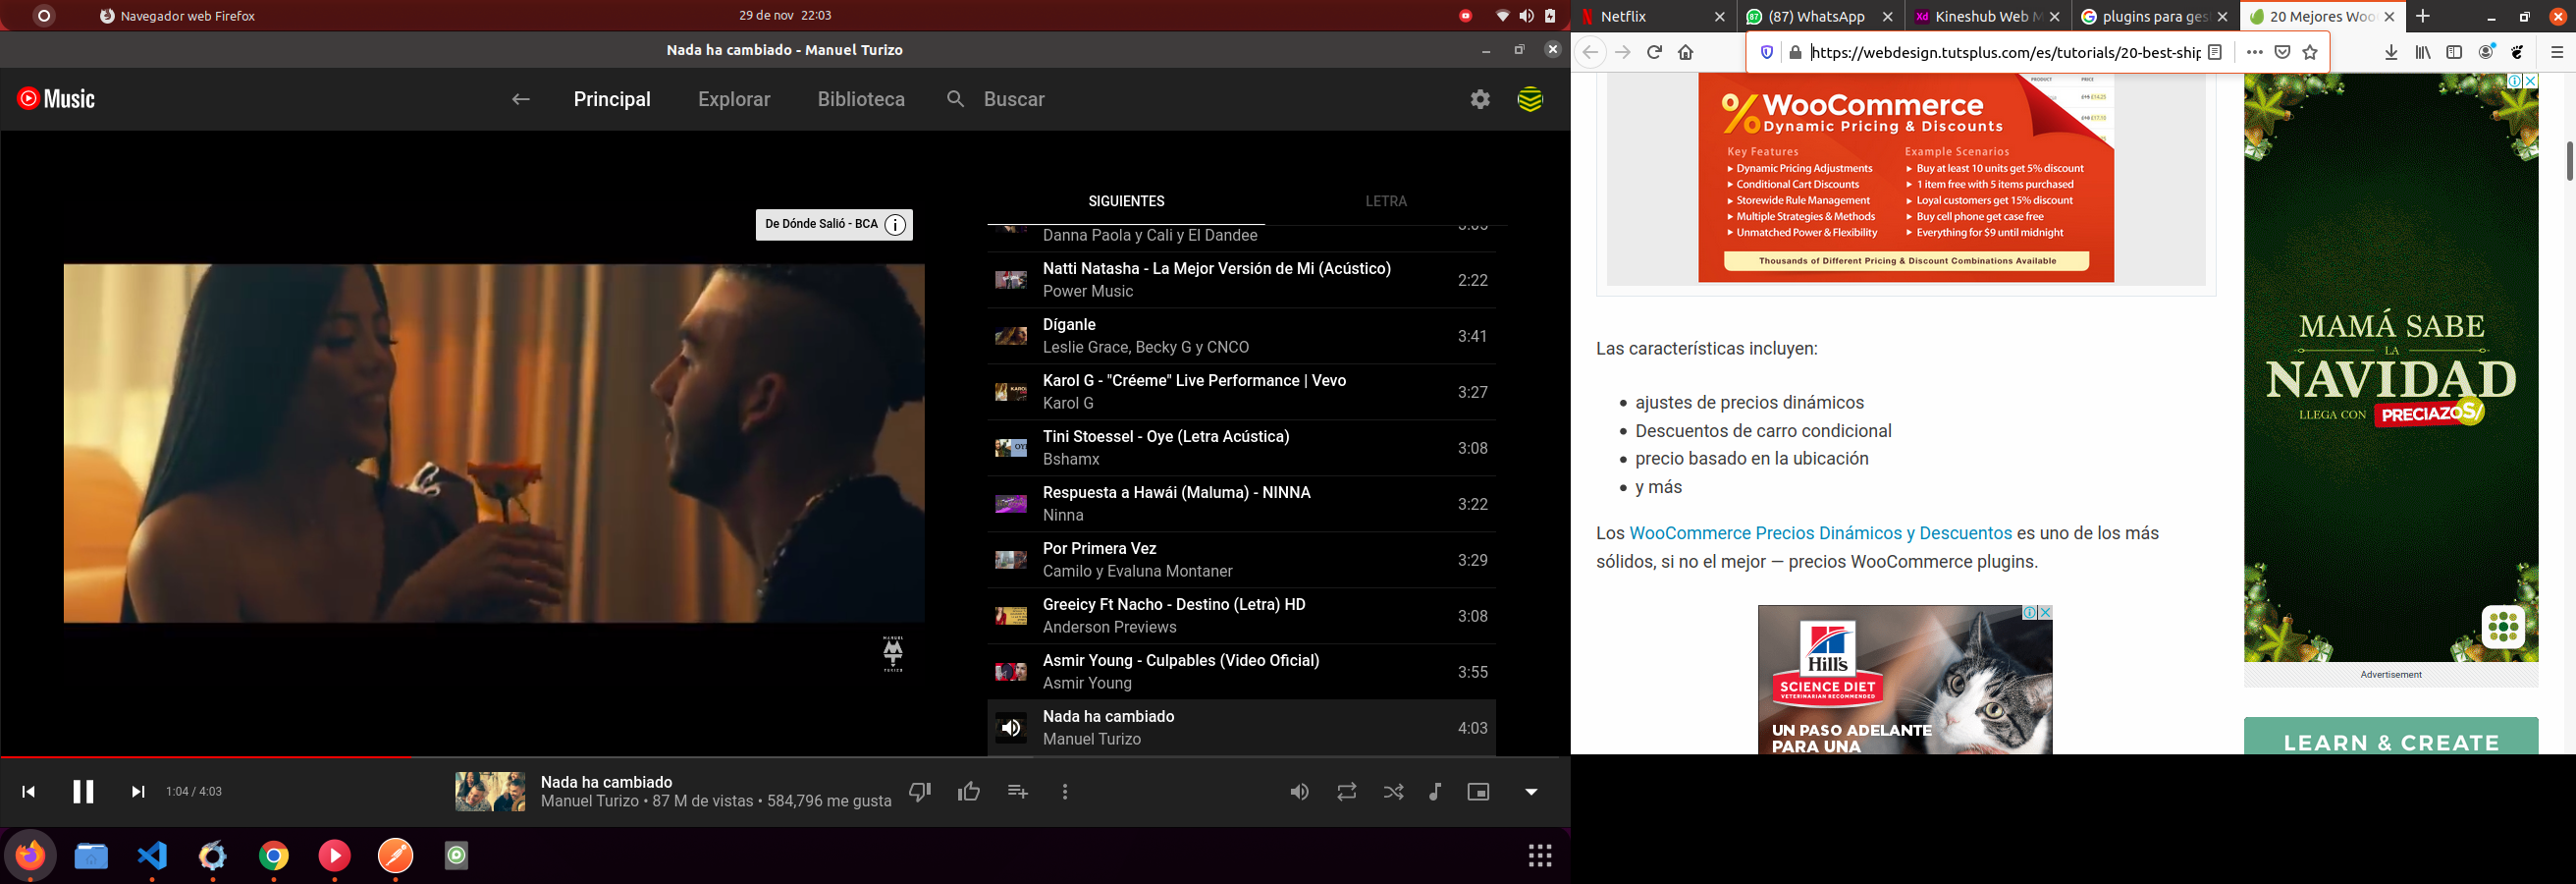 Navegador web Firefox
29 de nov 22:03
Nada ha cambiado - Manuel Turizo
Music
Principal
Explorar
Biblioteca
Buscar
De Dónde Salió - BCA
MANUEL
TURIZO
SIGUIENTES
LETRA
Danna Paola y Cali y El Dandee
Natti Natasha - La Mejor Versión de Mi (Acústico)
Power Music
2:22
Díganle
Leslie Grace, Becky G y CNCO
3:41
Karol G - "Créeme" Live Performance | Vevo
Karol G
3:27
Tini Stoessel - Oye (Letra Acústica)
Bshamx
3:08
Respuesta a Hawái (Maluma) - NINNA
Ninna
3:22
Por Primera Vez
Camilo y Evaluna Montaner
3:29
Greeicy Ft Nacho - Destino (Letra) HD
Anderson Previews
3:08
Asmir Young - Culpables (Video Oficial)
Asmir Young
3:55
Nada ha cambiado
Manuel Turizo
4:03
1:04 / 4:03
Nada ha cambiado
Manuel Turizo • 87 M de vistas • 584,796 me gusta
Netflix
(87) WhatsApp
Kineshub Web M
plugins para ges
20 Mejores Woo
https://webdesign.tutsplus.com/es/tutorials/20-best-ship
PRODUCT
PRICE
% WooCommerce
Dynamic Pricing & Discounts
Key Features
Dynamic Pricing Adjustments
Conditional Cart Discounts
Storewide Rule Management
Multiple Strategies & Methods
Unmatched Power & Flexibility
Example Scenarios
Buy at least 10 units get 5% discount
1 item free with 5 items purchased
Loyal customers get 15% discount
Buy cell phone get case free
Everything for $9 until midnight
Thousands of Different Pricing & Discount Combinations Available
Las características incluyen:
• ajustes de precios dinámicos
• Descuentos de carro condicional
• precio basado en la ubicación
• y más
Los WooCommerce Precios Dinámicos y Descuentos es uno de los más
sólidos, si no el mejor — precios WooCommerce plugins.
Hill's
SCIENCE DIET
VETERINARIAN RECOMMENDED
UN PASO ADELANTE
PARA UNA
MAMÁ SABE
LA
NAVIDAD
LLEGA CON PRECIAZOS/
Advertisement
LEARN & CREATE